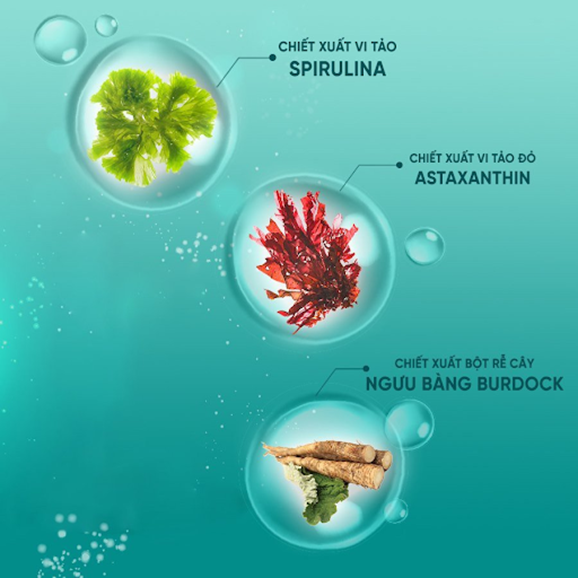 CHIẾT XUẤT VI TẢO
SPIRULINA
CHIẾT XUẤT VI TẢO ĐỎ
ASTAXANTHIN
CHIẾT XUẤT BỘT RỄ CÂY
NGƯU BÀNG BURDOCK